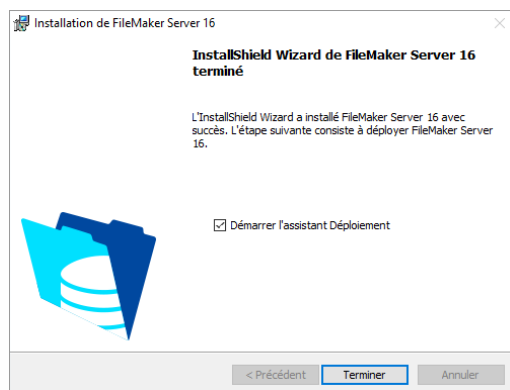 Installation de FileMaker Server 16
InstallShield Wizard de FileMaker Server 16
terminé
L'InstallShield Wizard a installé FileMaker Server 16 avec
succès. L'étape suivante consiste à déployer FileMaker Server
16.
Démarrer l'assistant Déploiement
< Précédent Terminer Annuler